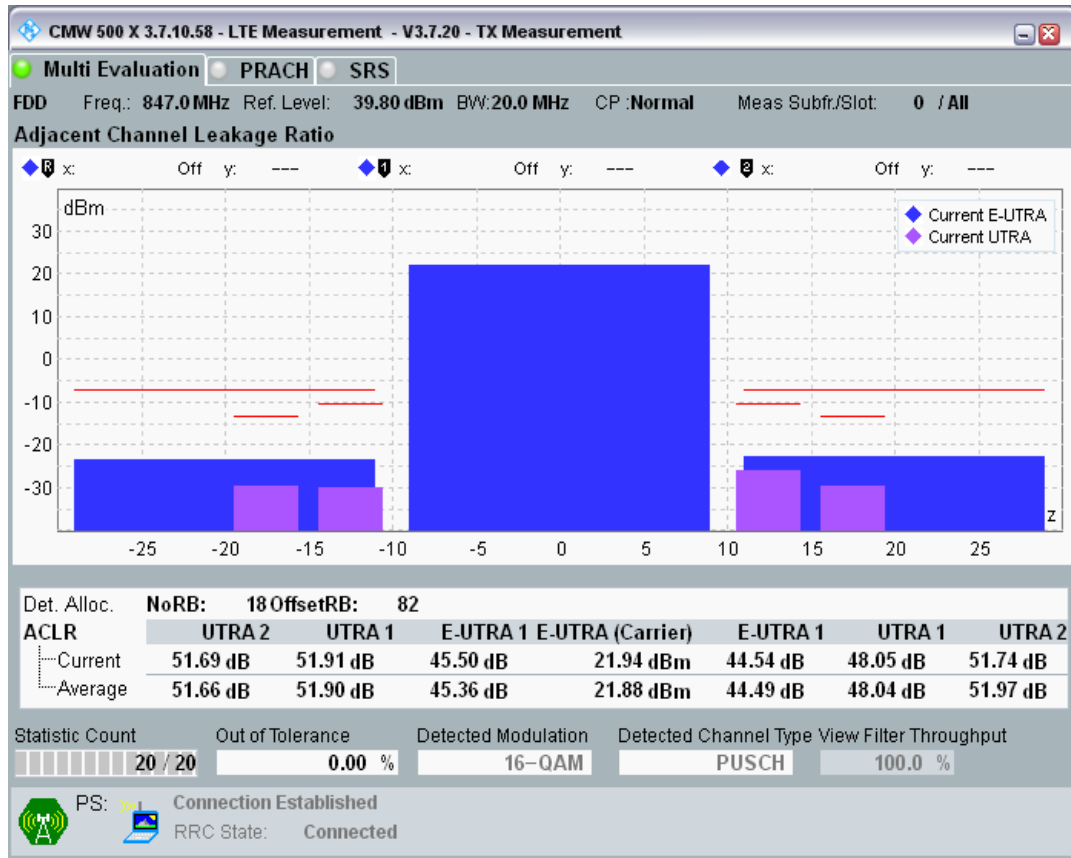 CMW 500 X 3.7.10.58 - LTE Measurement - V3.7.20 - TX Measurement
Multi Evaluation PRACH SRS
FDD Freq.: 847.0 MHz Ref. Level: 39.80 dBm BW:20.0 MHz CP :Normal Meas Subfr./Slot: 0 / All
Adjacent Channel Leakage Ratio
R x: Off y: --- 1 x: Off y: --- 2 x: Off y: ---
dBm
Current E-UTRA
Current UTRA
30
20
10
0
-10
-20
-30
z
-25 -20 -15 -10 -5 0 5 10 15 20 25
Det. Alloc. NoRB: 18 OffsetRB: 82
ACLR UTRA 2 UTRA 1 E-UTRA 1 E-UTRA (Carrier) E-UTRA 1 UTRA 1 UTRA 2
Current 51.69 dB 51.91 dB 45.50 dB 21.94 dBm 44.54 dB 48.05 dB 51.74 dB
Average 51.66 dB 51.90 dB 45.36 dB 21.88 dBm 44.49 dB 48.04 dB 51.97 dB
Statistic Count Out of Tolerance Detected Modulation Detected Channel Type View Filter Throughput
20 / 20 0.00 % 16-QAM PUSCH 100.0 %
PS: Connection Established
RRC State: Connected